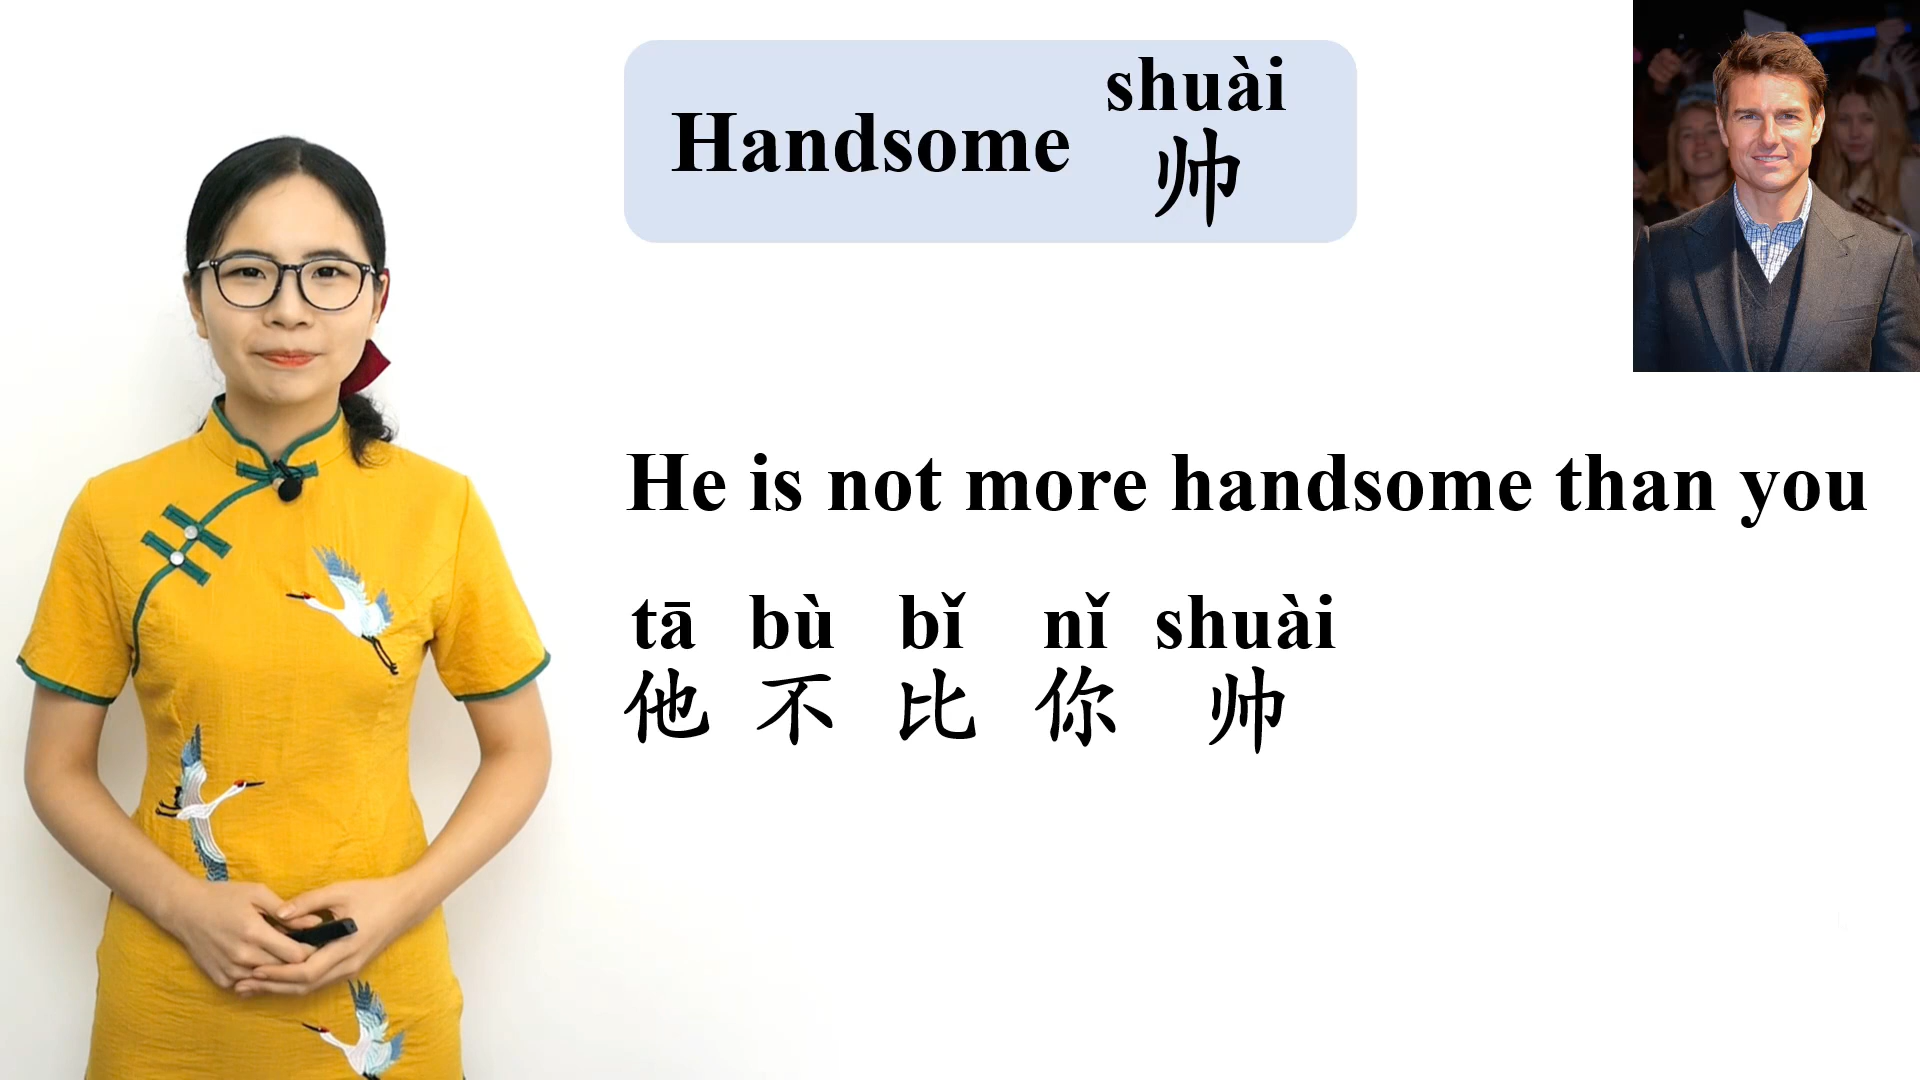 Handsome
shuài
帅
He is not more handsome than you
tā bù bǐ nǐ shuài
他 不 比 你 帅